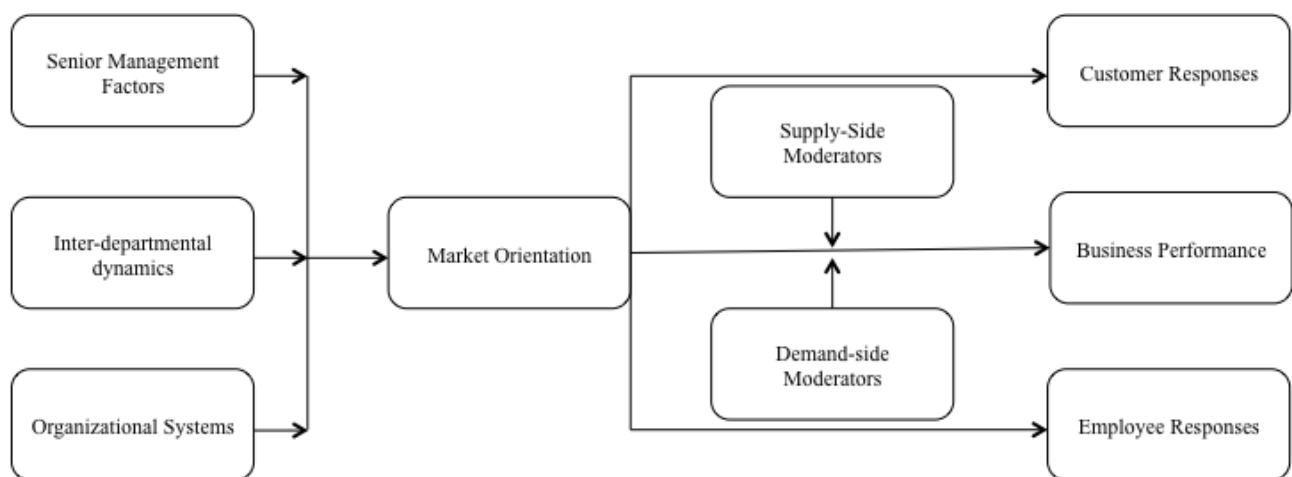 Senior Management
Factors
Inter-departmental
dynamics
Organizational Systems
Market Orientation
Supply-Side
Moderators
Demand-side
Moderators
Customer Responses
Business Performance
Employee Responses